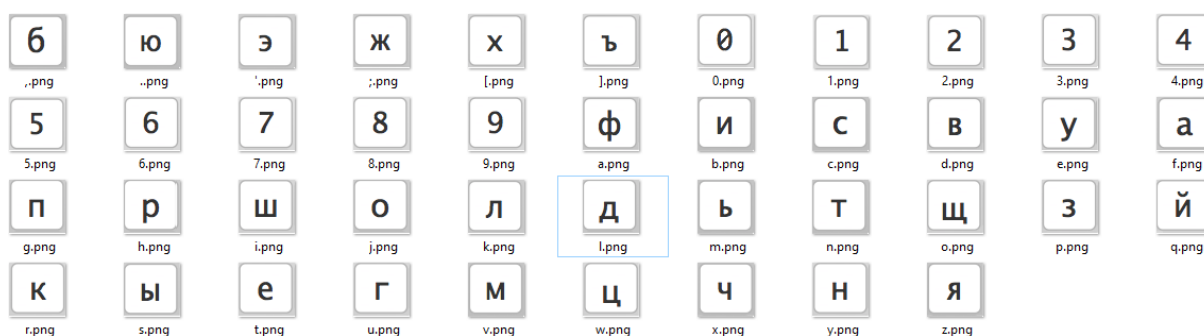 б ю э ж х ъ 0 1 2 3 4
,.png ..png '.png ;.png [.png ].png 0.png 1.png 2.png 3.png 4.png
5 6 7 8 9 ф и с в у а
5.png 6.png 7.png 8.png 9.png a.png b.png c.png d.png e.png f.png
п р ш о л д ь т щ з й
g.png h.png i.png j.png k.png l.png m.png n.png o.png p.png q.png
к ы е г м ц ч н я
r.png s.png t.png u.png v.png w.png x.png y.png z.png